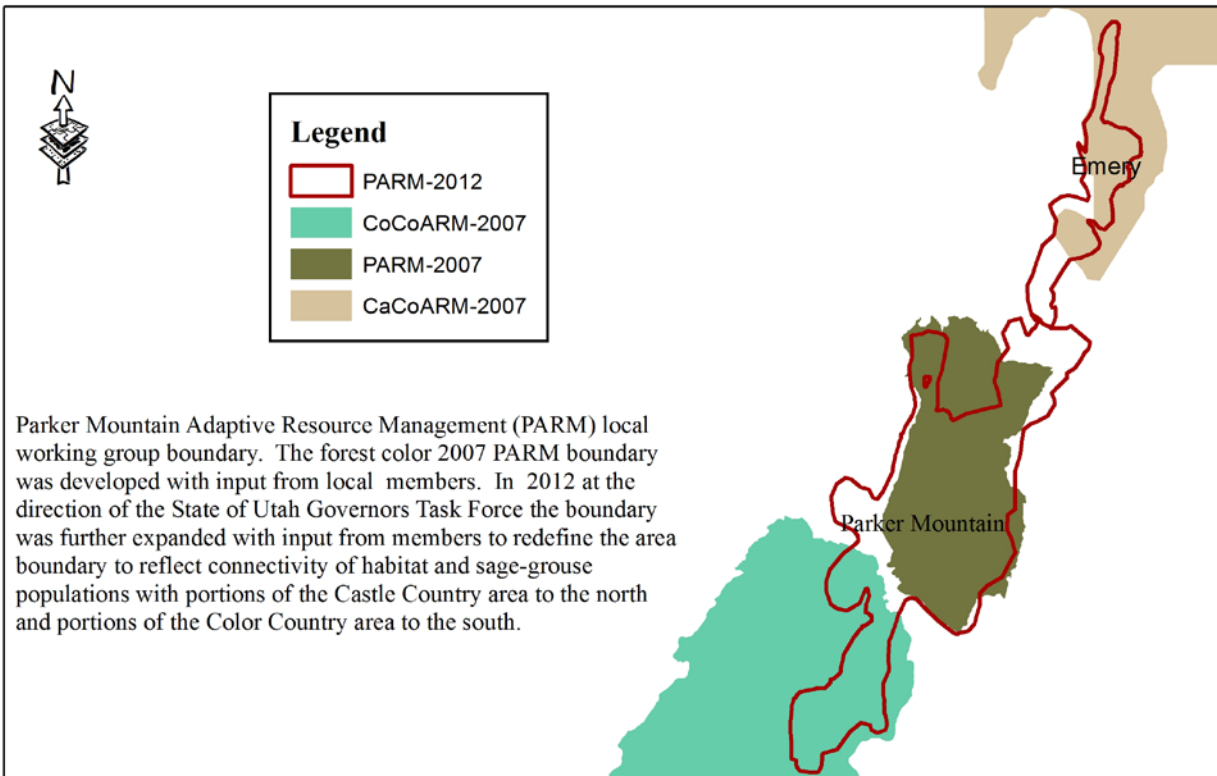 N
Legend
PARM-2012
CoCoARM-2007
PARM-2007
CaCoARM-2007
Emery
Parker Mountain
Parker Mountain Adaptive Resource Management (PARM) local
working group boundary.  The forest color 2007 PARM boundary
was developed with input from local  members.  In  2012 at the
direction of the State of Utah Governors Task Force the boundary
was further expanded with input from members to redefine the area
boundary to reflect connectivity of habitat and sage-grouse
populations with portions of the Castle Country area to the north
and portions of the Color Country area to the south.